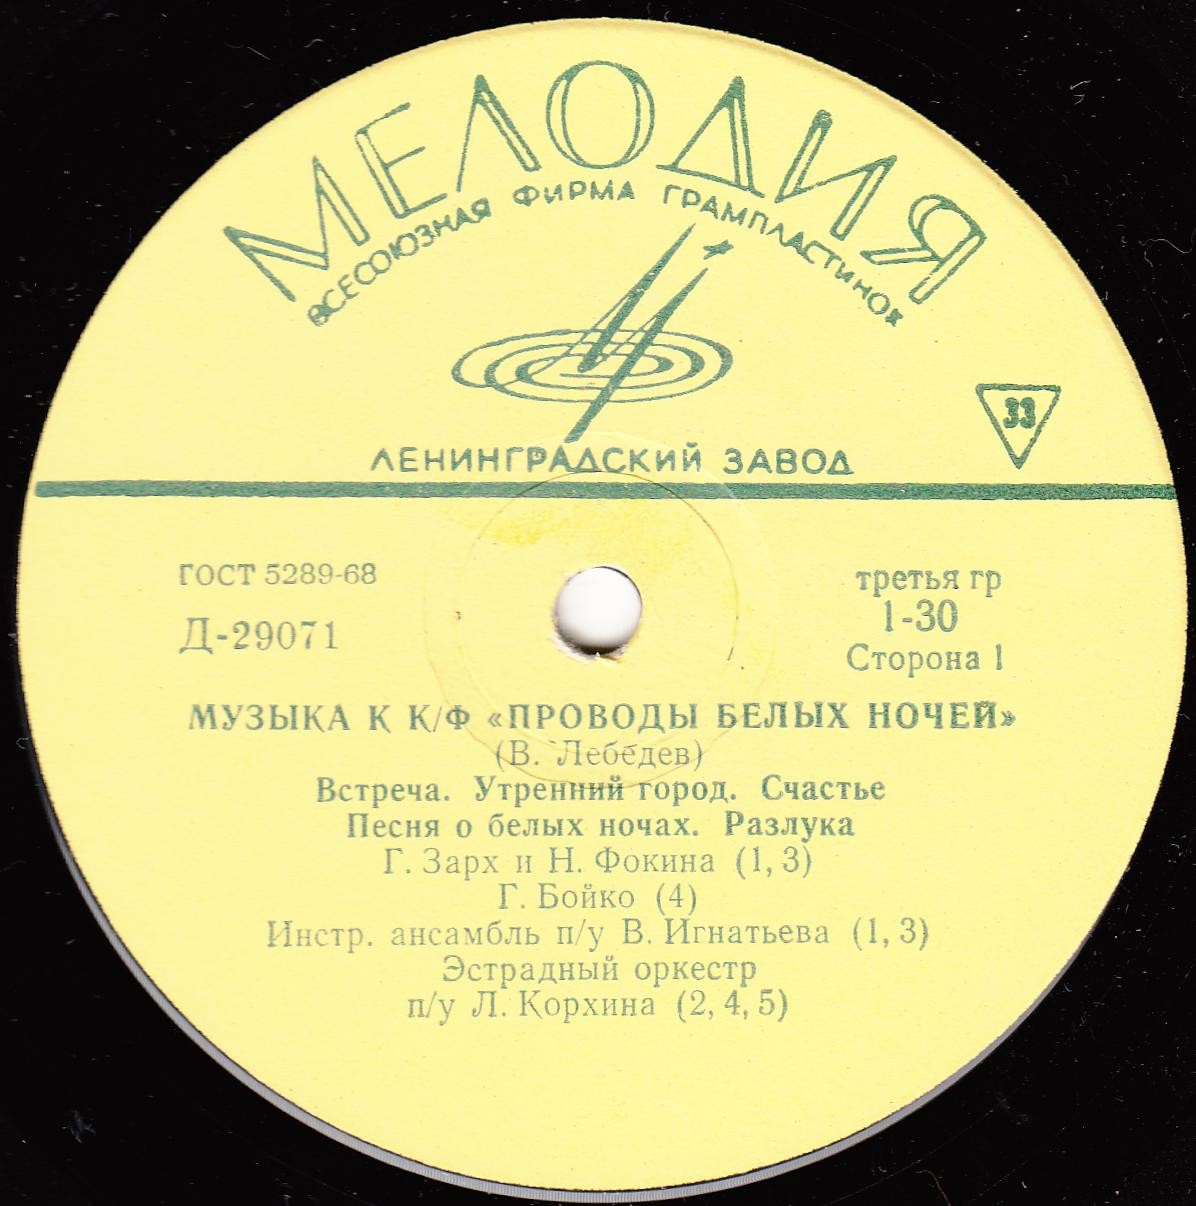 МЕЛОДИЯ
ВСЕСОЮЗНАЯ ФИРМА ГРАМПЛАСТИНОК
33
ЛЕНИНГРАДСКИЙ ЗАВОД
ГОСТ 5289-68
третья гр
Д-29071
1-30
Сторона 1
МУЗЫКА К К/Ф «ПРОВОДЫ БЕЛЫХ НОЧЕЙ»
(В. Лебедев)
Встреча. Утренний город. Счастье
Песня о белых ночах. Разлука
Г. Зарх и Н. Фокина (1, 3)
Г. Бойко (4)
Инстр. ансамбль п/у В. Игнатьева (1, 3)
Эстрадный оркестр
п/у Л. Корхина (2, 4, 5)